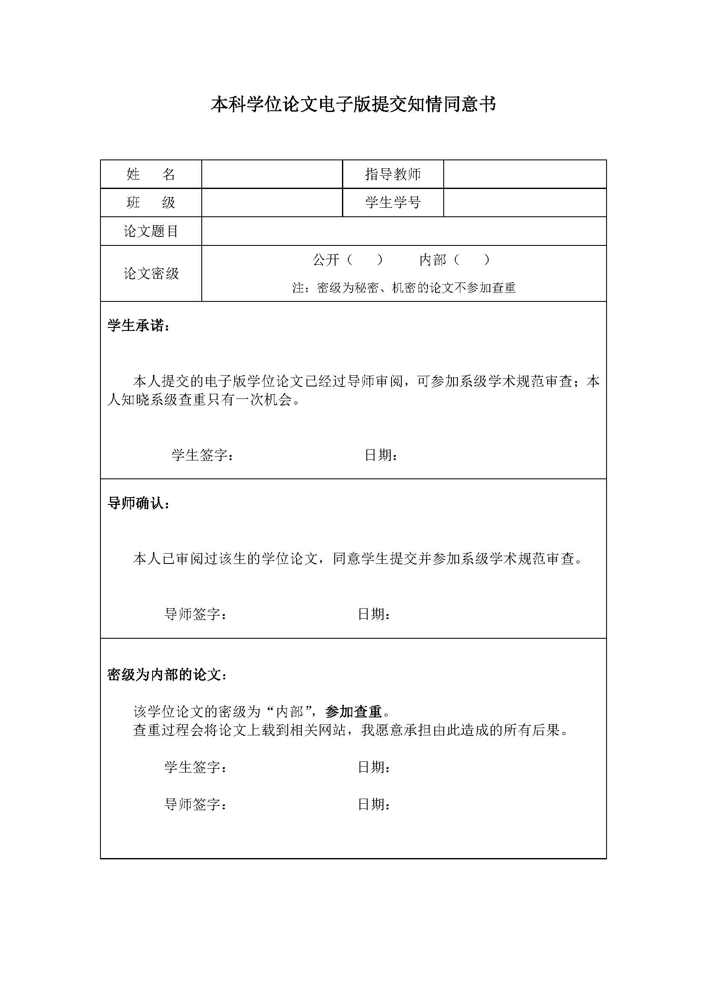 本科学位论文电子版提交知情同意书
姓 名 指导教师
班 级 学生学号
论文题目
论文密级
公开（ ） 内部（ ）
注：密级为秘密、机密的论文不参加查重
学生承诺：
本人提交的电子版学位论文已经过导师审阅，可参加系级学术规范审查；本
人知晓系级查重只有一次机会。
学生签字： 日期：
导师确认：
本人已审阅过该生的学位论文，同意学生提交并参加系级学术规范审查。
导师签字： 日期：
密级为内部的论文：
该学位论文的密级为“内部”，参加查重。
查重过程会将论文上载到相关网站，我愿意承担由此造成的所有后果。
学生签字： 日期：
导师签字： 日期：